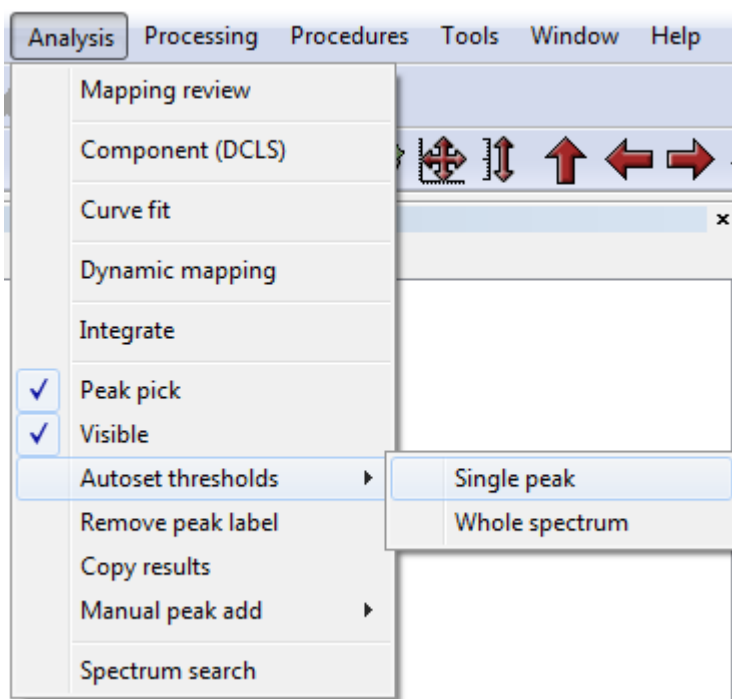 Analysis Processing Procedures Tools Window Help
Mapping review
Component (DCLS)
Curve fit
Dynamic mapping
Integrate
Peak pick
Visible
Autoset thresholds
Single peak
Remove peak label
Whole spectrum
Copy results
Manual peak add
Spectrum search